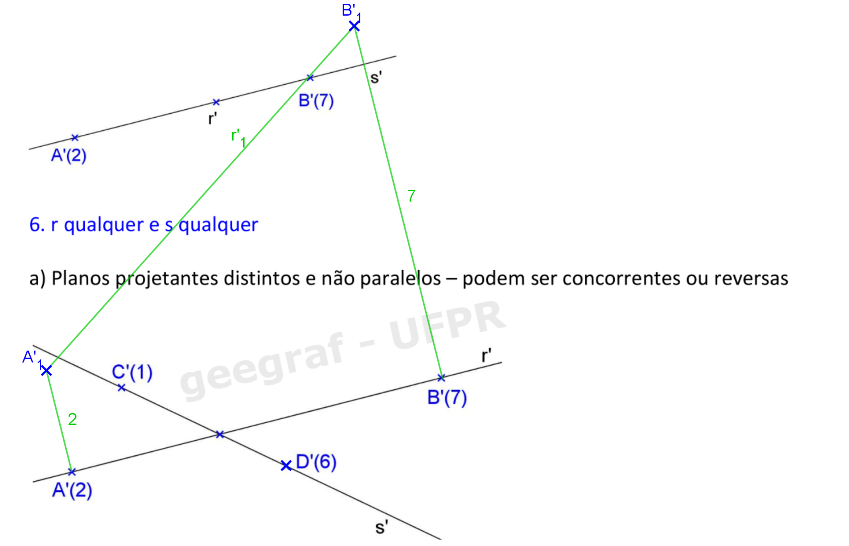 B'1
s'
B'(7)
r'
r'1
A'(2)
7
6. r qualquer e s qualquer
a) Planos projetantes distintos e não paralelos – podem ser concorrentes ou reversas
geegraf - UFPR
A'1
C'(1)
r'
B'(7)
2
D'(6)
A'(2)
s'